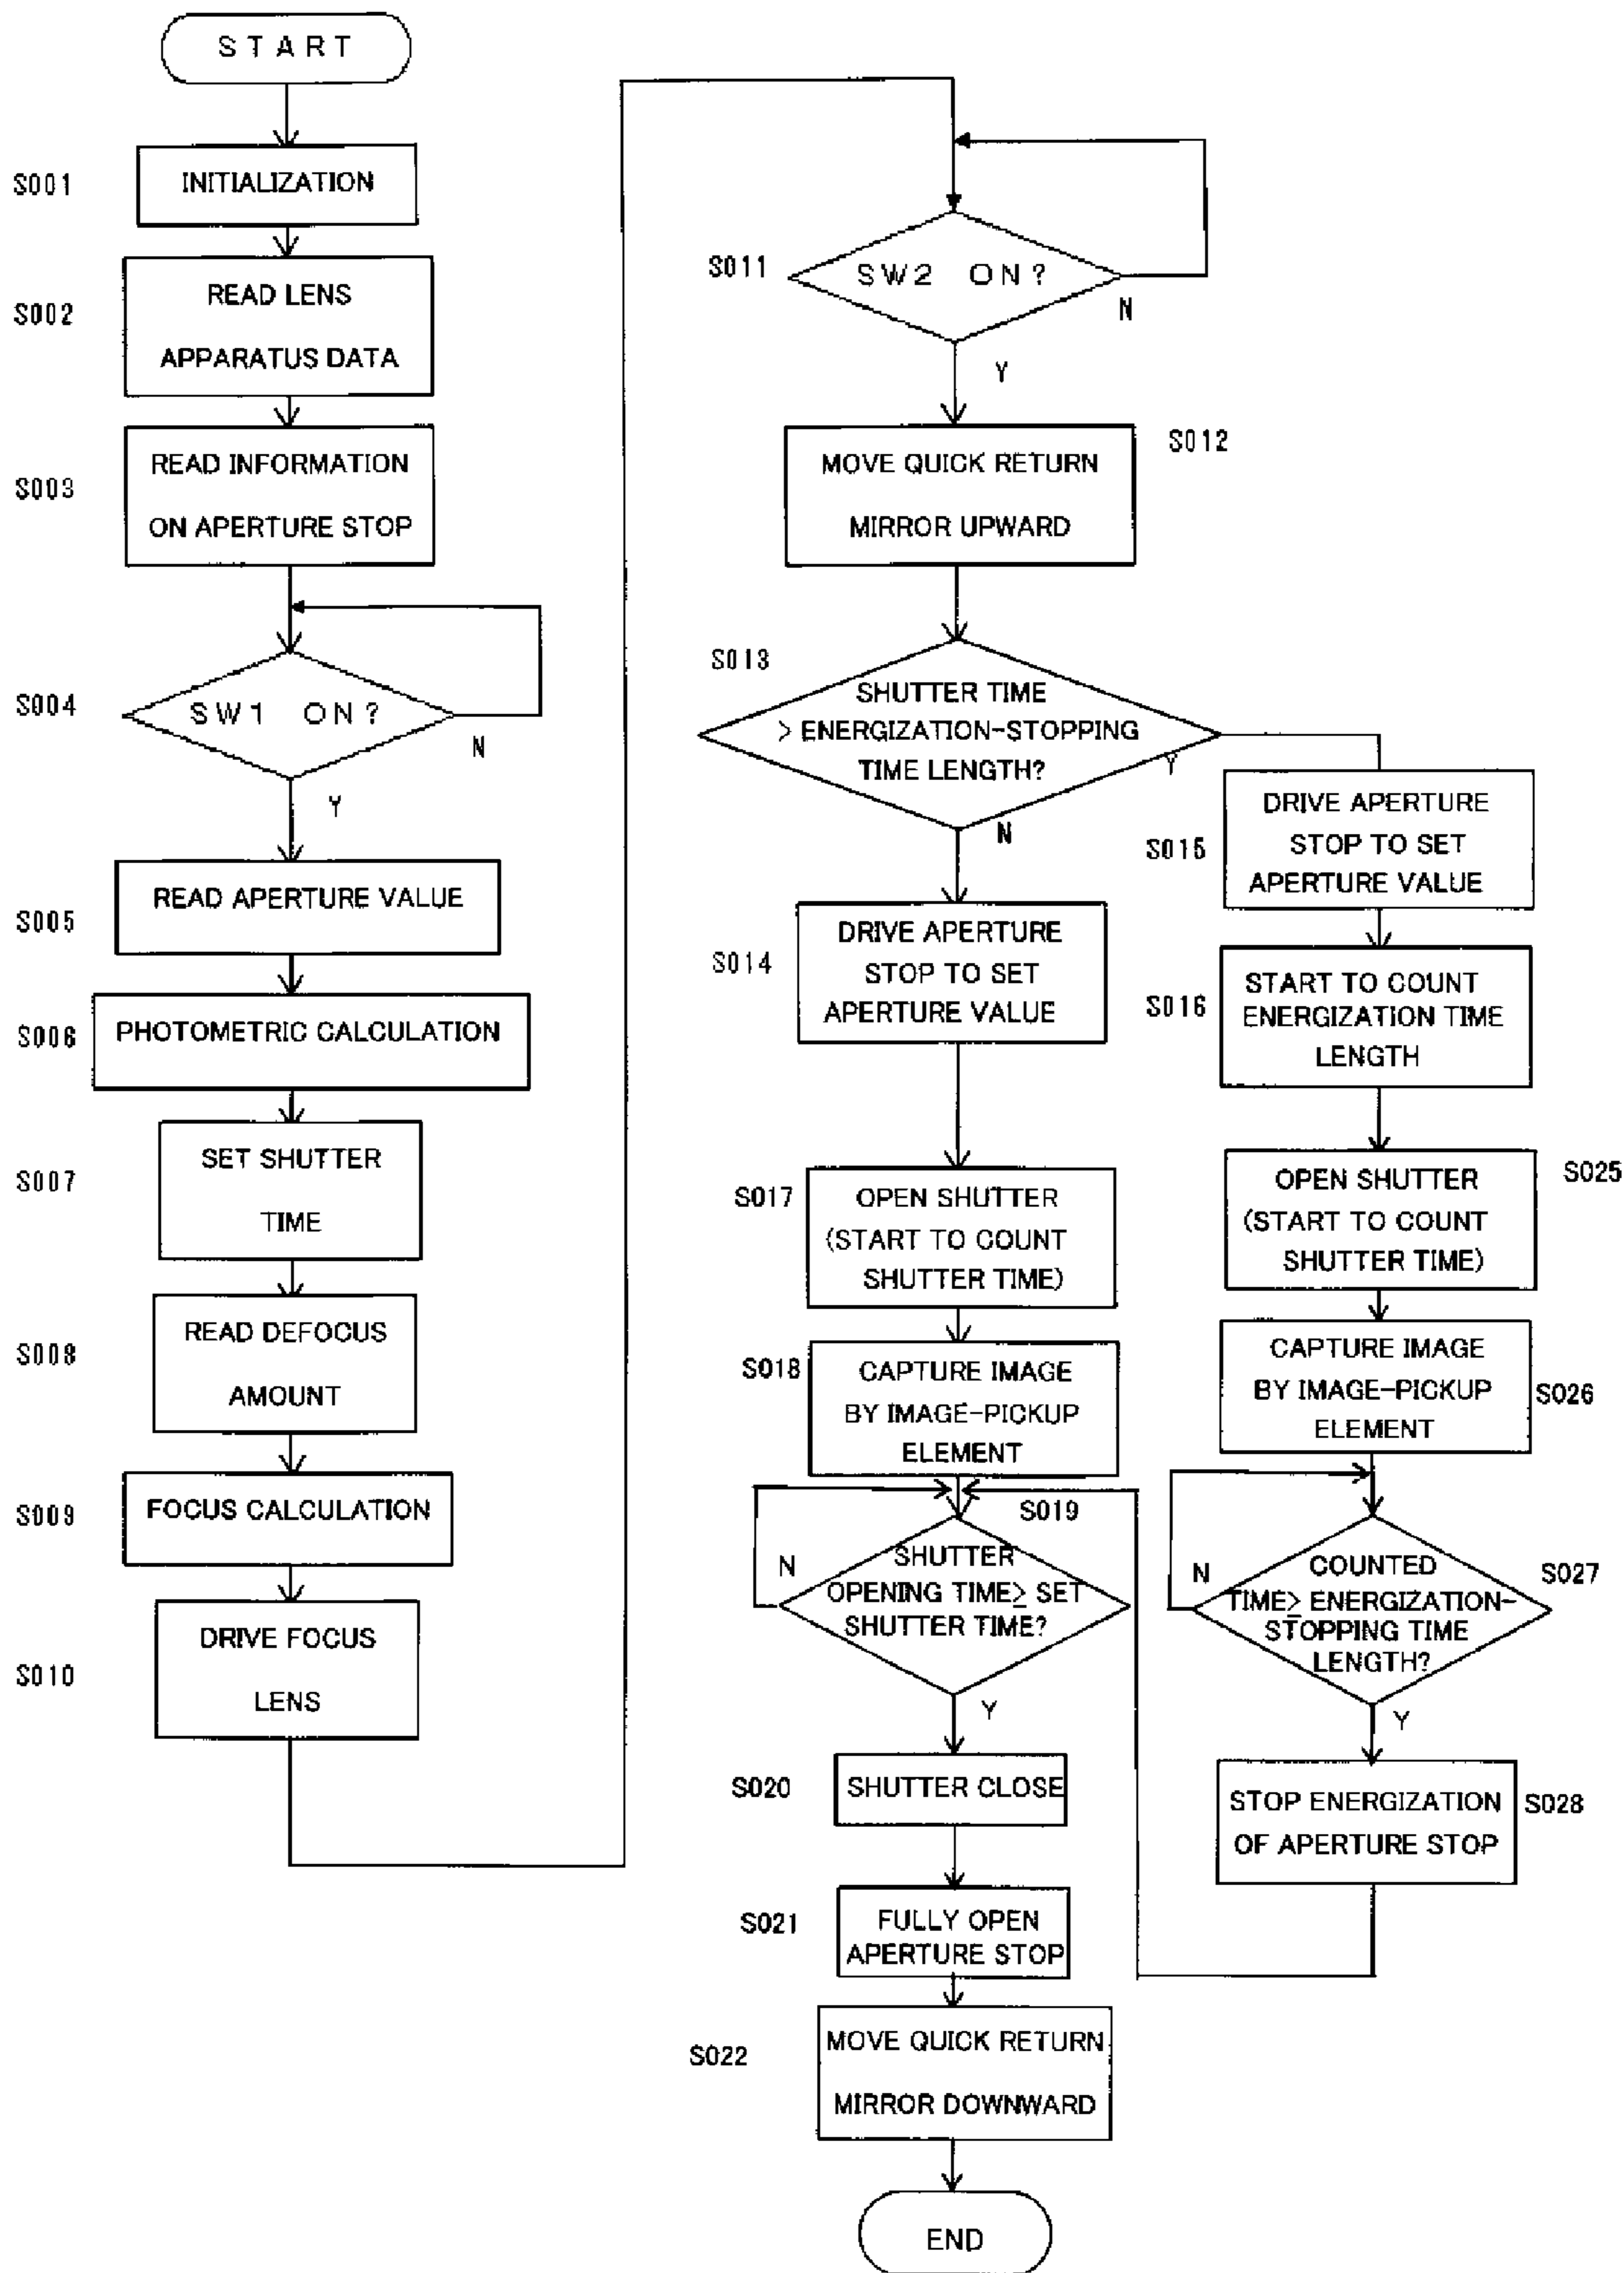 START
S001
INITIALIZATION
S002
READ LENS
APPARATUS DATA
S003
READ INFORMATION
ON APERTURE STOP
S004
SW1 ON?
N
Y
S005
READ APERTURE VALUE
S006
PHOTOMETRIC CALCULATION
S007
SET SHUTTER
TIME
S008
READ DEFOCUS
AMOUNT
S009
FOCUS CALCULATION
S010
DRIVE FOCUS
LENS
S011
SW2 ON?
N
Y
S012
MOVE QUICK RETURN
MIRROR UPWARD
S013
SHUTTER TIME
> ENERGIZATION-STOPPING
TIME LENGTH?
Y
N
S014
DRIVE APERTURE
STOP TO SET
APERTURE VALUE
S015
DRIVE APERTURE
STOP TO SET
APERTURE VALUE
S016
START TO COUNT
ENERGIZATION TIME
LENGTH
S017
OPEN SHUTTER
(START TO COUNT
SHUTTER TIME)
S018
CAPTURE IMAGE
BY IMAGE-PICKUP
ELEMENT
S019
SHUTTER
OPENING TIME≥ SET
SHUTTER TIME?
N
Y
S020
SHUTTER CLOSE
S021
FULLY OPEN
APERTURE STOP
S022
MOVE QUICK RETURN
MIRROR DOWNWARD
END
S025
OPEN SHUTTER
(START TO COUNT
SHUTTER TIME)
S026
CAPTURE IMAGE
BY IMAGE-PICKUP
ELEMENT
S027
COUNTED
TIME≥ ENERGIZATION-
STOPPING TIME
LENGTH?
N
Y
S028
STOP ENERGIZATION
OF APERTURE STOP